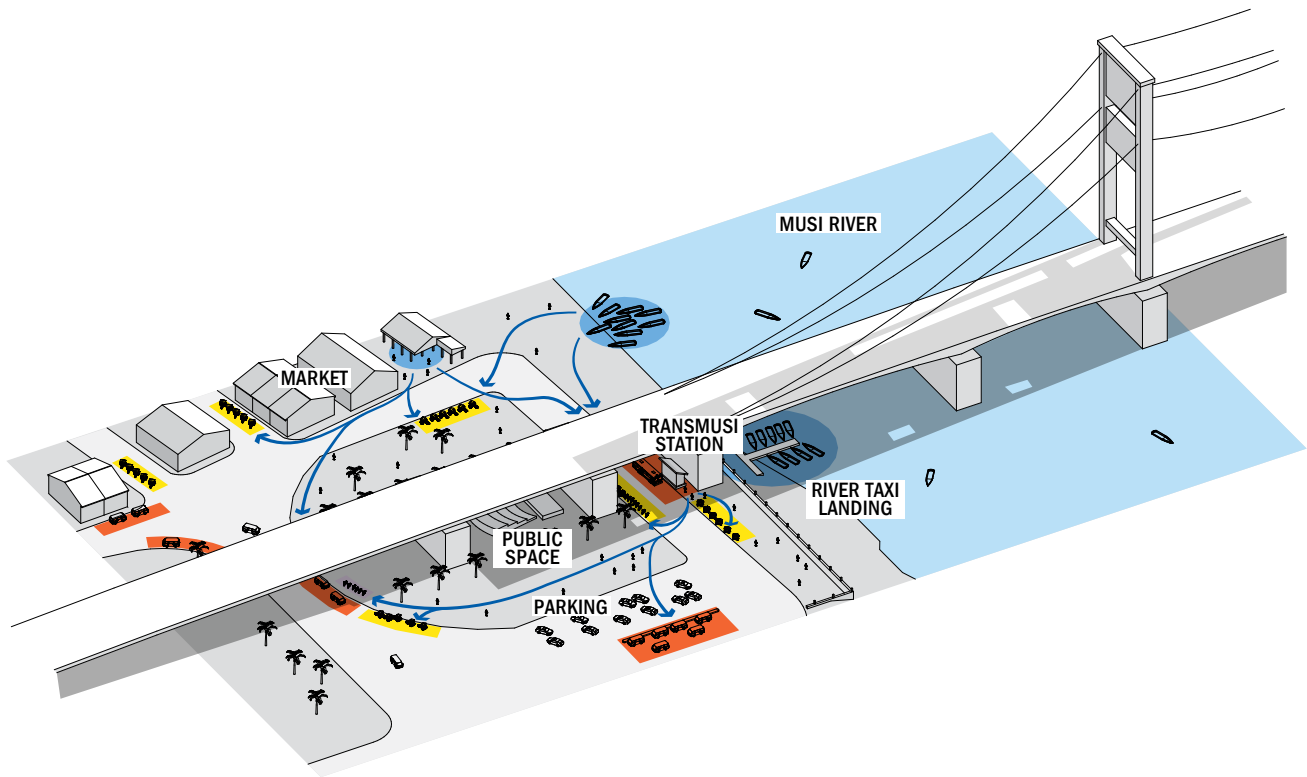 MUSI RIVER
MARKET
TRANSMUSI
STATION
RIVER TAXI
LANDING
PUBLIC
SPACE
PARKING